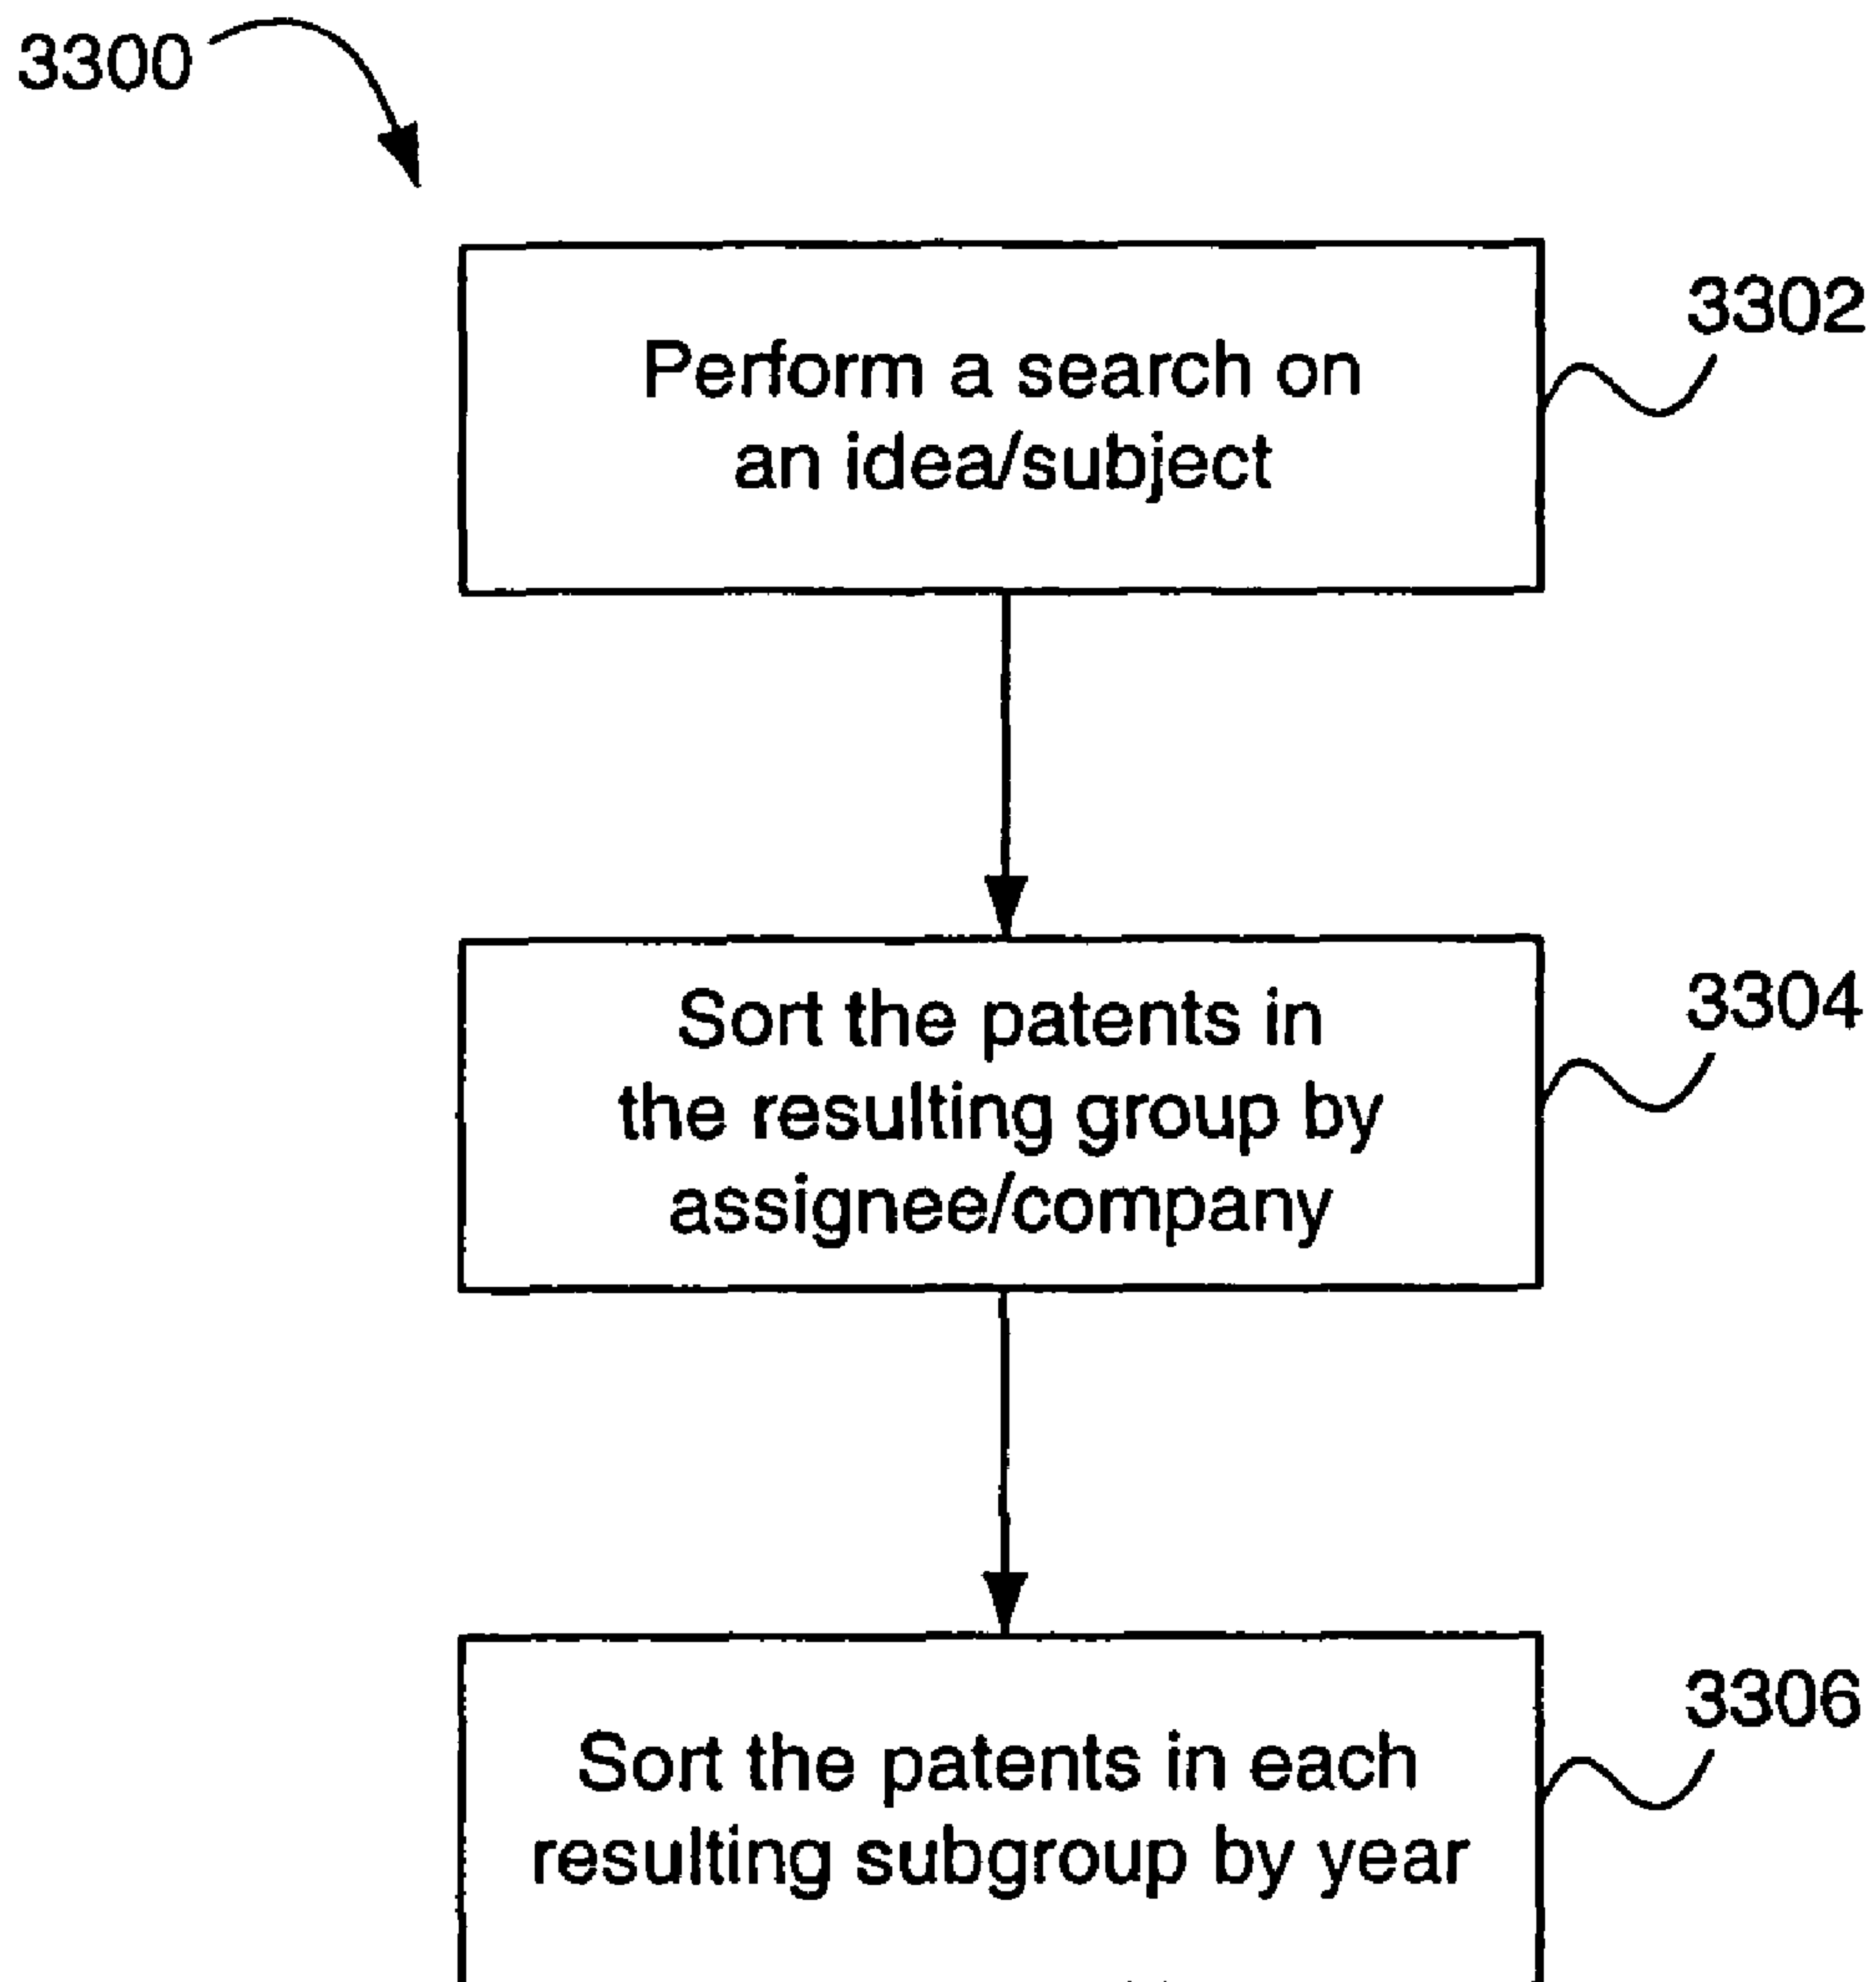 3300
3302
Perform a search on
an idea/subject
3304
Sort the patents in
the resulting group by
assignee/company
3306
Sort the patents in each
resulting subgroup by year